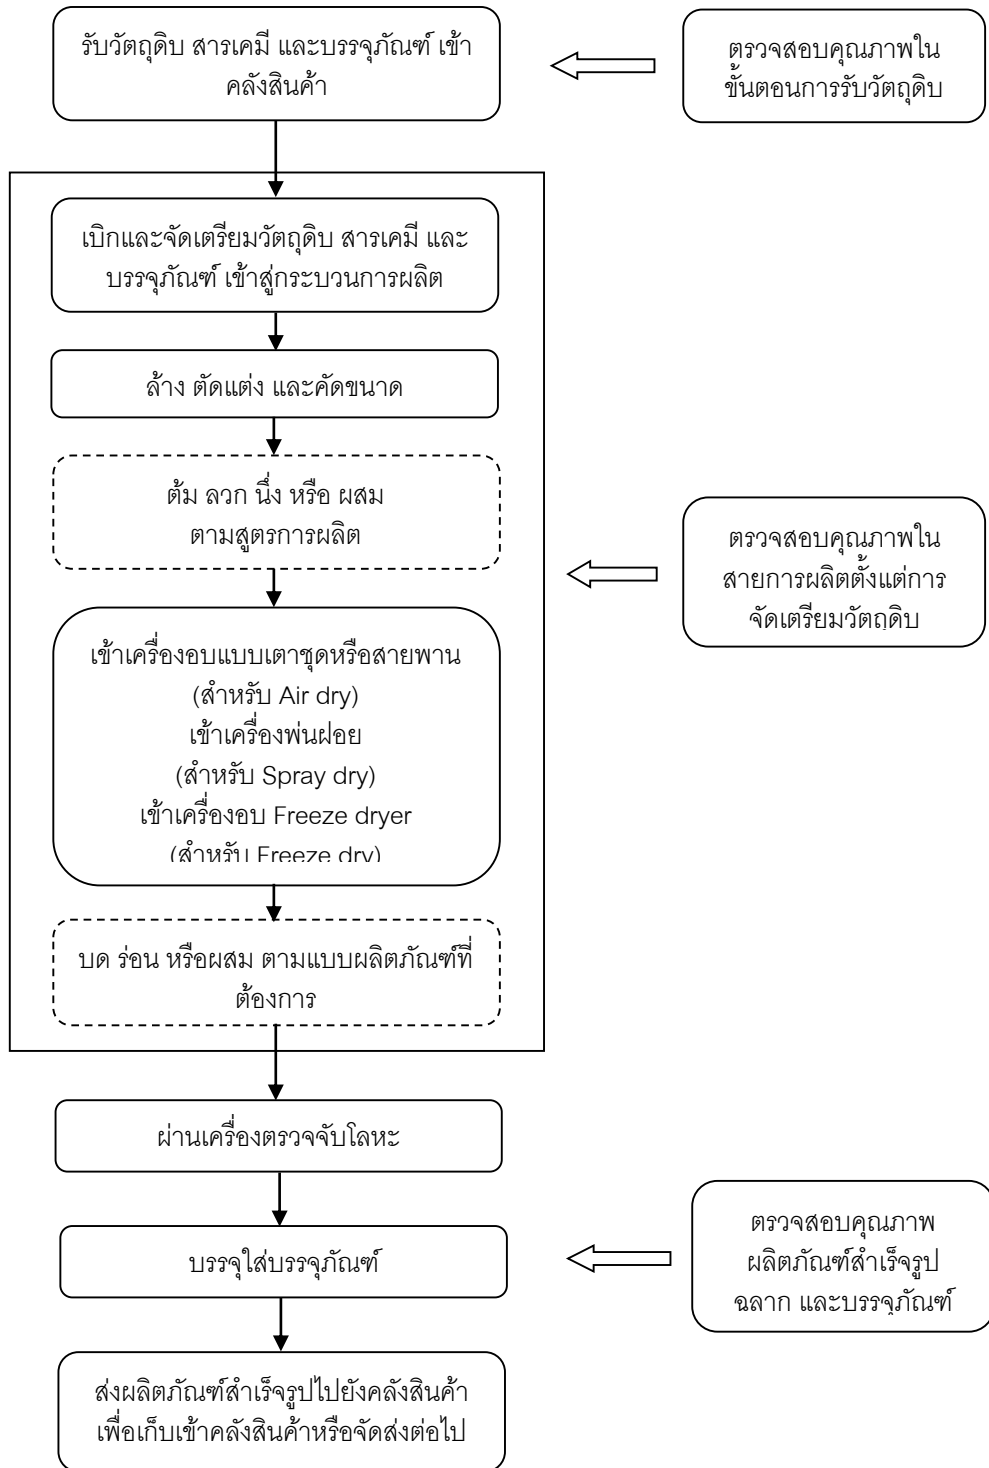 รับวัตถุดิบ สารเคมี และบรรจุภัณฑ์ เข้า
คลังสินค้า
ตรวจสอบคุณภาพใน
ขั้นตอนการรับวัตถุดิบ
เบิกและจัดเตรียมวัตถุดิบ สารเคมี และ
บรรจุภัณฑ์ เข้าสู่กระบวนการผลิต
ล้าง ตัดแต่ง และคัดขนาด
ต้ม ลวก นึ่ง หรือ ผสม
ตามสูตรการผลิต
ตรวจสอบคุณภาพใน
สายการผลิตตั้งแต่การ
จัดเตรียมวัตถุดิบ
เข้าเครื่องอบแบบเตาชุดหรือสายพาน
(สำหรับ Air dry)
เข้าเครื่องพ่นฝอย
(สำหรับ Spray dry)
เข้าเครื่องอบ Freeze dryer
(สำหรับ Freeze dry)
บด ร่อน หรือผสม ตามแบบผลิตภัณฑ์ที่
ต้องการ
ผ่านเครื่องตรวจจับโลหะ
บรรจุใส่บรรจุภัณฑ์
ตรวจสอบคุณภาพ
ผลิตภัณฑ์สำเร็จรูป
ฉลาก และบรรจุภัณฑ์
ส่งผลิตภัณฑ์สำเร็จรูปไปยังคลังสินค้า
เพื่อเก็บเข้าคลังสินค้าหรือจัดส่งต่อไป